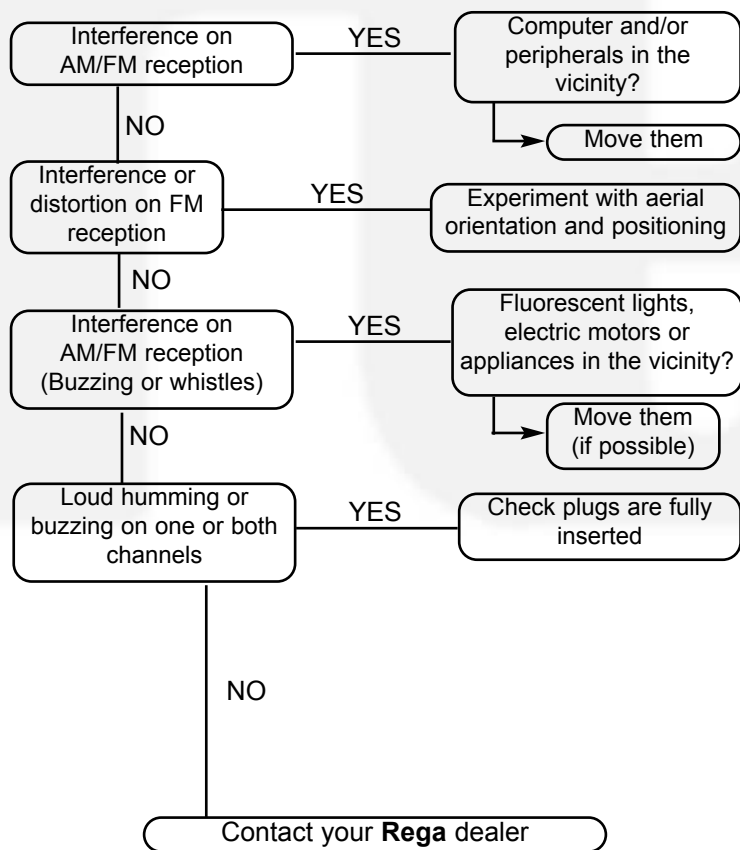 Interference on
AM/FM reception
YES
Computer and/or
peripherals in the
vicinity?
Move them
NO
Interference or
distortion on FM
reception
YES
Experiment with aerial
orientation and positioning
NO
Interference on
AM/FM reception
(Buzzing or whistles)
YES
Fluorescent lights,
electric motors or
appliances in the vicinity?
Move them
(if possible)
NO
Loud humming or
buzzing on one or both
channels
YES
Check plugs are fully
inserted
NO
Contact your Rega dealer